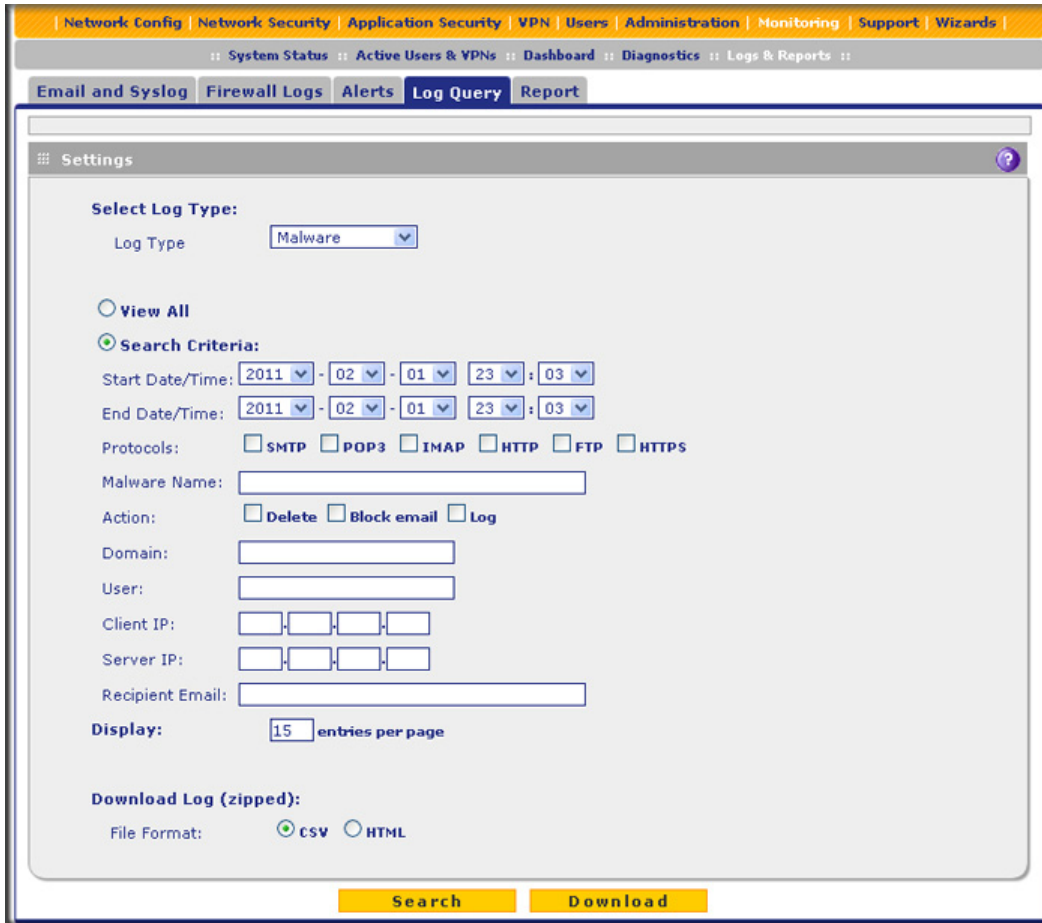 | Network Config | Network Security | Application Security | VPN | Users | Administration | Monitoring | Support | Wizards |
:: System Status :: Active Users & VPNs :: Dashboard :: Diagnostics :: Logs & Reports ::
Email and Syslog Firewall Logs Alerts Log Query Report
Settings ?
Select Log Type:
Log Type Malware
View All
Search Criteria:
Start Date/Time: 2011 - 02 - 01 23 : 03
End Date/Time: 2011 - 02 - 01 23 : 03
Protocols: SMTP POP3 IMAP HTTP FTP HTTPS
Malware Name:
Action: Delete Block email Log
Domain:
User:
Client IP: . . .
Server IP: . . .
Recipient Email:
Display: 15 entries per page
Download Log (zipped):
File Format: CSV HTML
Search Download